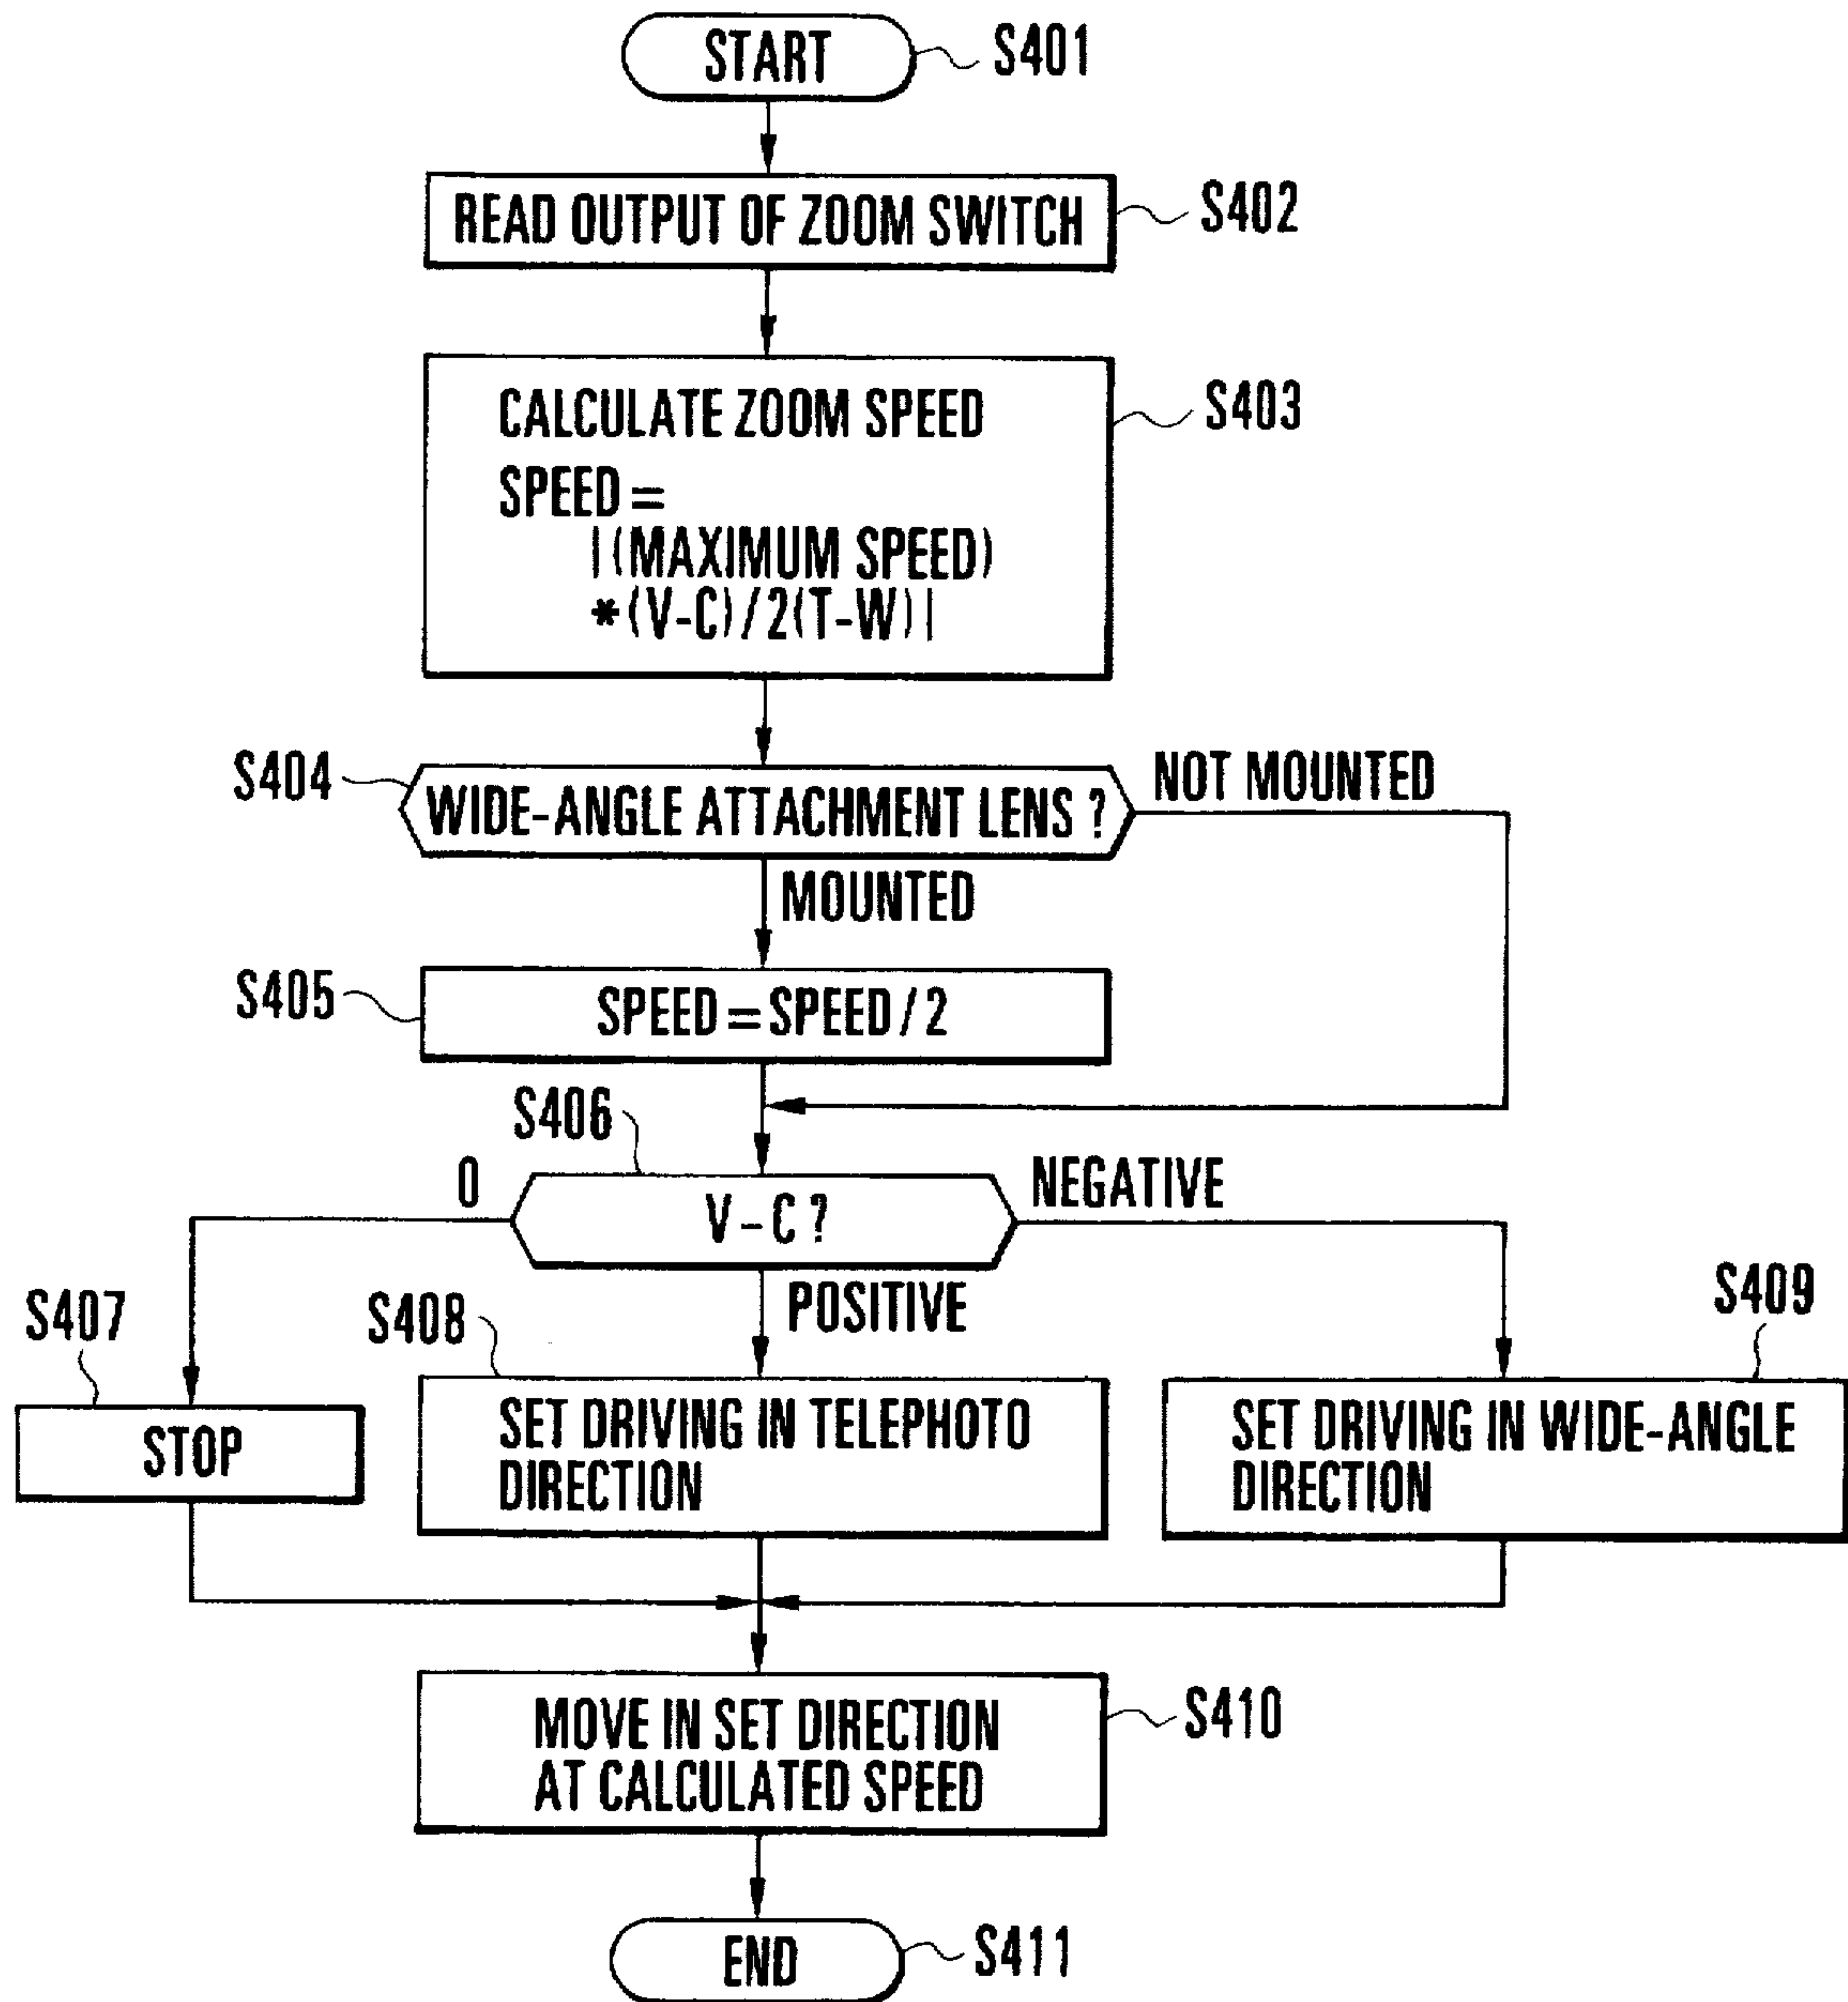 START
S401
READ OUTPUT OF ZOOM SWITCH
S402
CALCULATE ZOOM SPEED
SPEED =
|(MAXIMUM SPEED)
*(V-C)/2(T-W)|
S403
S404
WIDE-ANGLE ATTACHMENT LENS ?
NOT MOUNTED
MOUNTED
S405
SPEED = SPEED / 2
S406
0
V - C ?
NEGATIVE
POSITIVE
S407
STOP
S408
SET DRIVING IN TELEPHOTO
DIRECTION
S409
SET DRIVING IN WIDE-ANGLE
DIRECTION
MOVE IN SET DIRECTION
AT CALCULATED SPEED
S410
END
S411